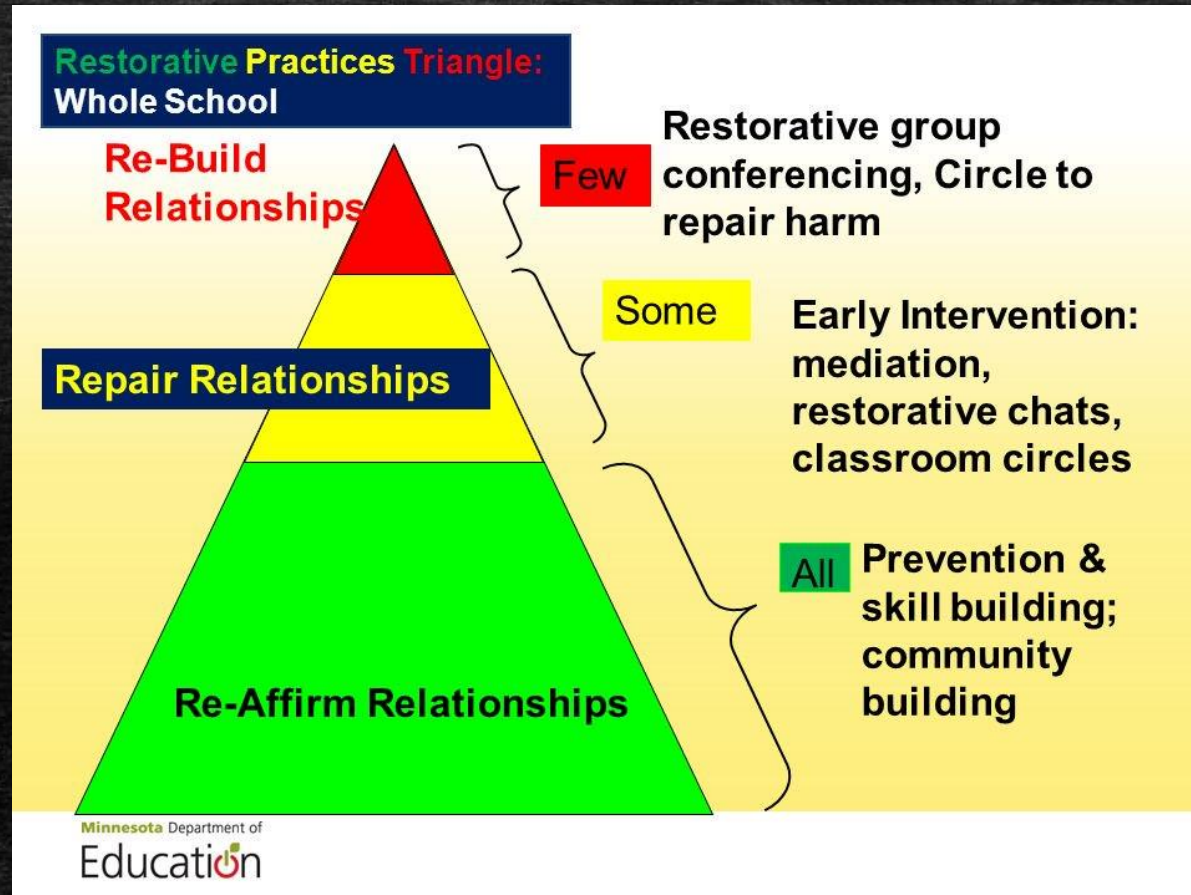 Restorative Practices Triangle:
Whole School
Re-Build
Relationships
Few
Restorative group
conferencing, Circle to
repair harm
Some
Early Intervention:
mediation,
restorative chats,
classroom circles
Repair Relationships
All
Prevention &
skill building;
community
building
Re-Affirm Relationships
Minnesota Department of
Education